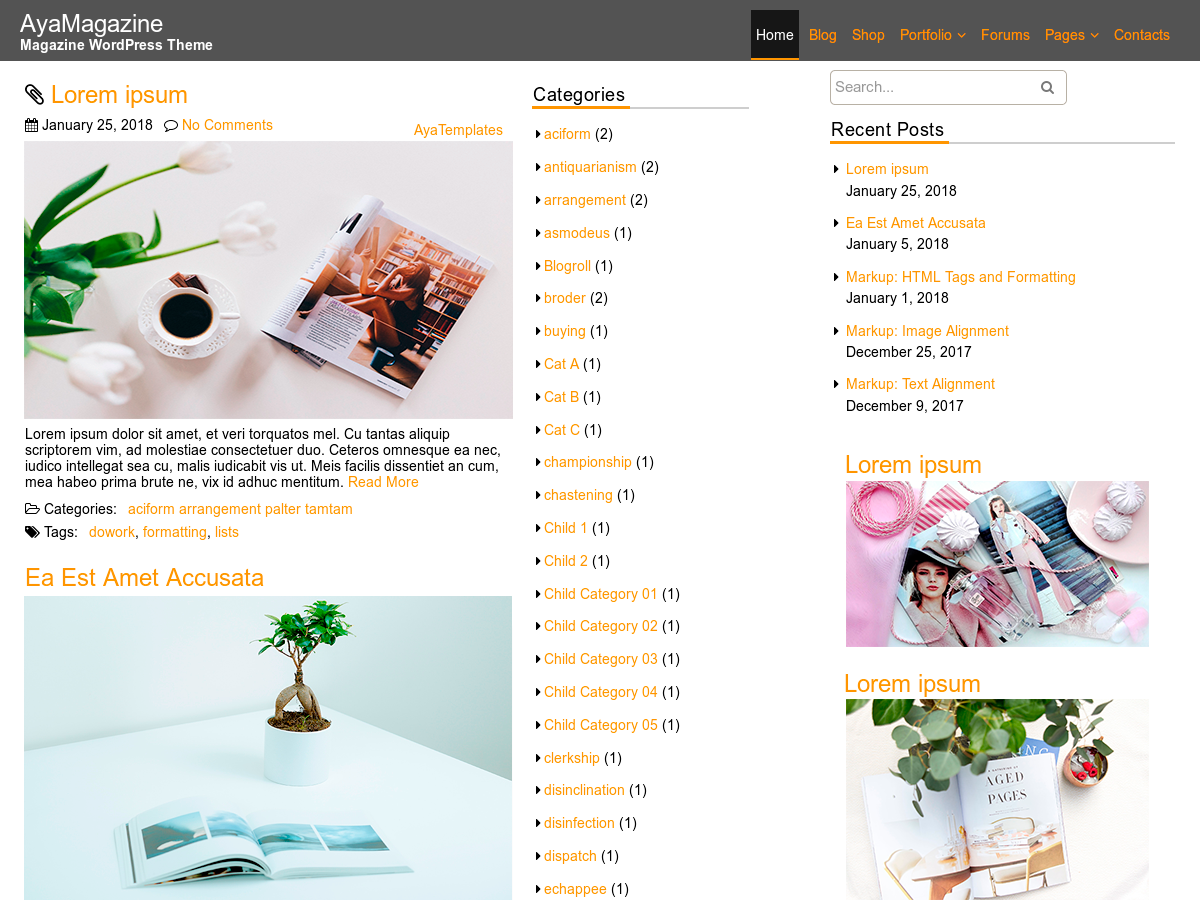 AyaMagazine
Magazine WordPress Theme
Home Blog Shop Portfolio Forums Pages Contacts
Lorem ipsum
January 25, 2018 No Comments
AyaTemplates
Lorem ipsum dolor sit amet, et veri torquatos mel. Cu tantas aliquip
scriptorem vim, ad molestiae consectetuer duo. Ceteros omnesque ea nec,
iudico intellegat sea cu, malis iudicabit vis ut. Meis facilis dissentiet an cum,
mea habeo prima brute ne, vix id adhuc mentitum. Read More
Categories: aciform arrangement palter tamtam
Tags: dowork, formatting, lists
Ea Est Amet Accusata
Categories
aciform (2)
antiquarianism (2)
arrangement (2)
asmodeus (1)
Blogroll (1)
broder (2)
buying (1)
Cat A (1)
Cat B (1)
Cat C (1)
championship (1)
chastening (1)
Child 1 (1)
Child 2 (1)
Child Category 01 (1)
Child Category 02 (1)
Child Category 03 (1)
Child Category 04 (1)
Child Category 05 (1)
clerkship (1)
disinclination (1)
disinfection (1)
dispatch (1)
echappee (1)
Search...
Recent Posts
Lorem ipsum
January 25, 2018
Ea Est Amet Accusata
January 5, 2018
Markup: HTML Tags and Formatting
January 1, 2018
Markup: Image Alignment
December 25, 2017
Markup: Text Alignment
December 9, 2017
Lorem ipsum
Lorem ipsum
AGED
PAGES